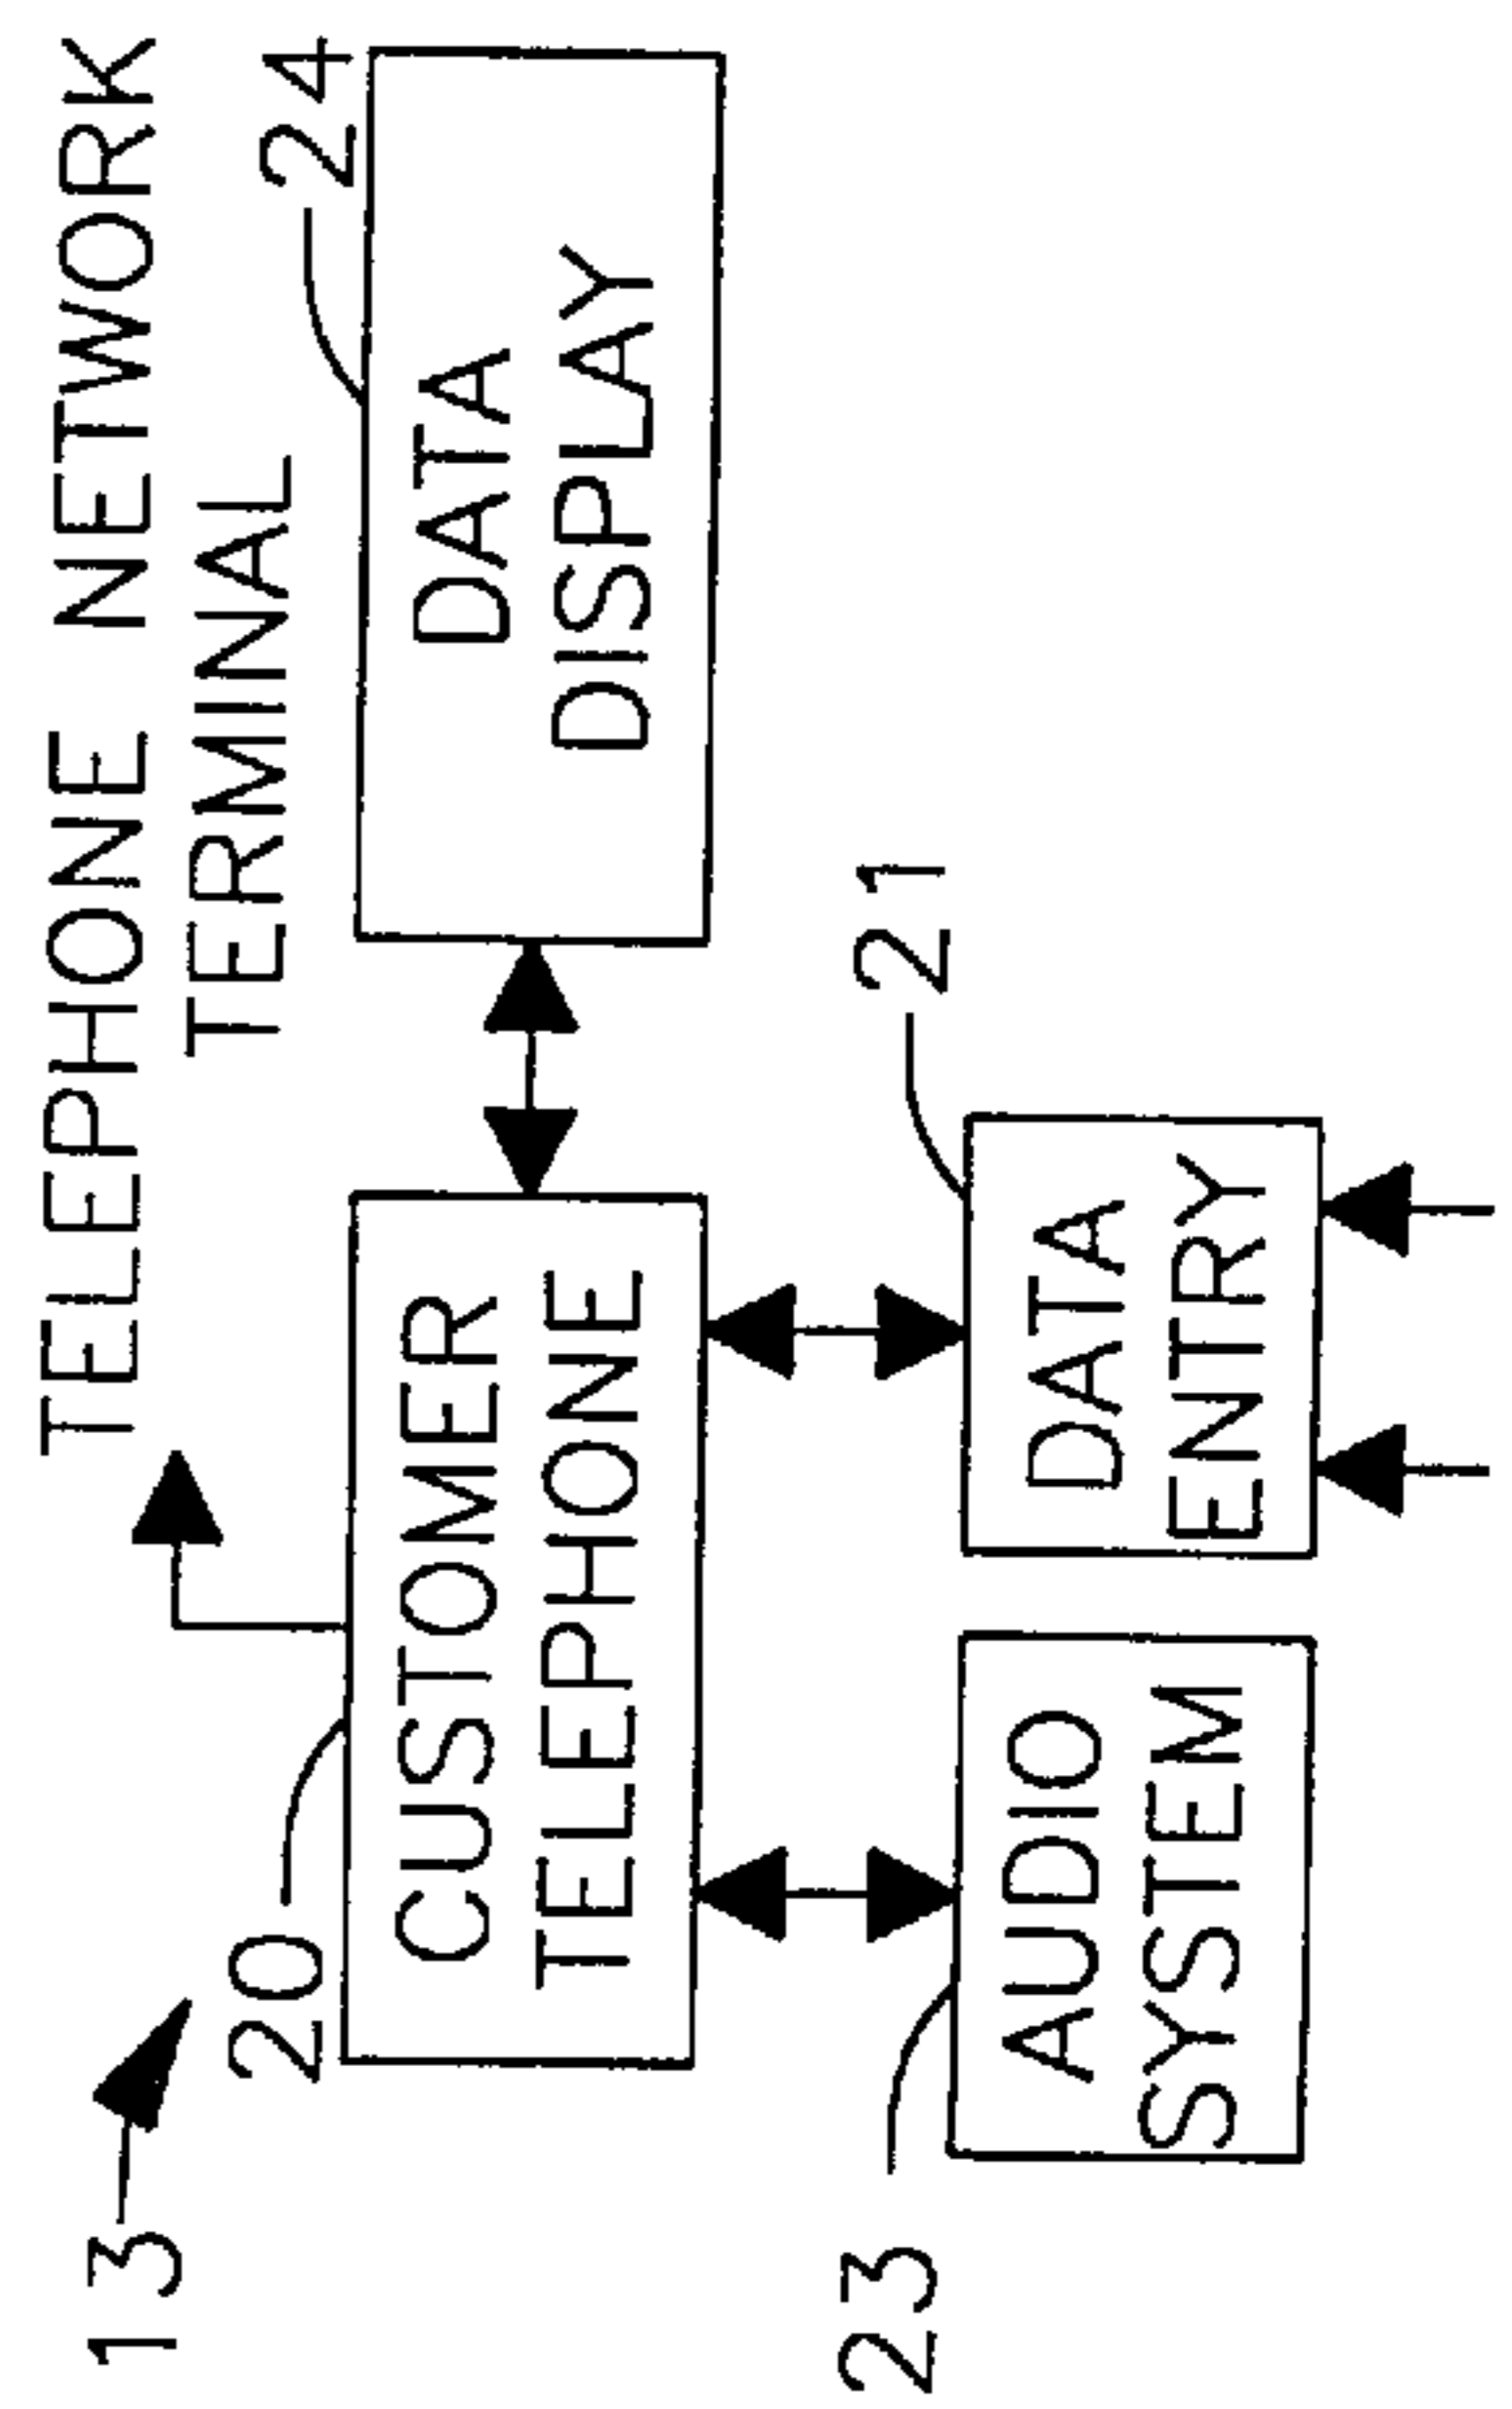 TELEPHONE NETWORK
TERMINAL
13
20
24
CUSTOMER
TELEPHONE
DATA
DISPLAY
23
21
AUDIO
SYSTEM
DATA
ENTRY